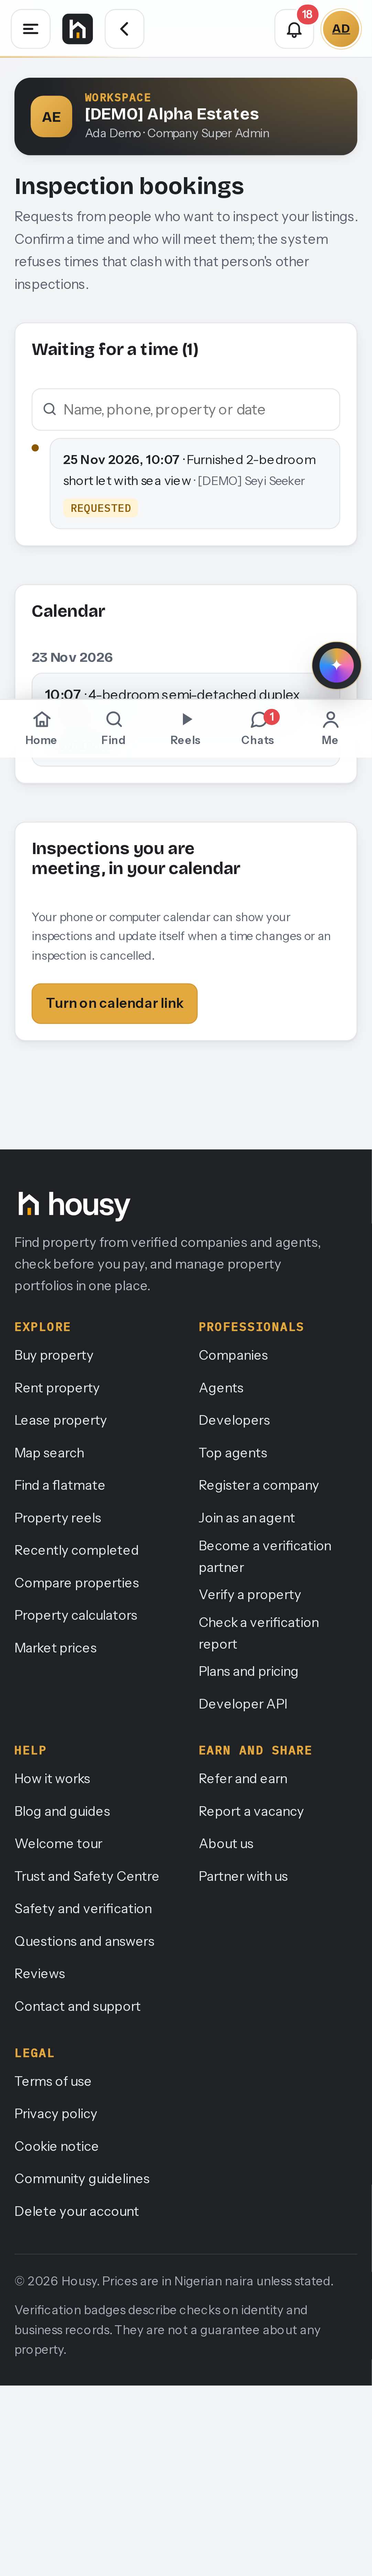 18
AD
AE
WORKSPACE
[DEMO] Alpha Estates
Ada Demo · Company Super Admin
Inspection bookings
Requests from people who want to inspect your listings.
Confirm a time and who will meet them; the system
refuses times that clash with that person's other
inspections.
Waiting for a time (1)
Name, phone, property or date
25 Nov 2026, 10:07 · Furnished 2-bedroom
short let with sea view · [DEMO] Seyi Seeker
REQUESTED
Calendar
23 Nov 2026
10:07 · 4-bedroom semi-detached duplex
1
Home Find Reels Chats Me
Inspections you are
meeting, in your calendar
Your phone or computer calendar can show your
inspections and update itself when a time changes or an
inspection is cancelled.
Turn on calendar link
housy
Find property from verified companies and agents,
check before you pay, and manage property
portfolios in one place.
EXPLORE
Buy property
Rent property
Lease property
Map search
Find a flatmate
Property reels
Recently completed
Compare properties
Property calculators
Market prices
PROFESSIONALS
Companies
Agents
Developers
Top agents
Register a company
Join as an agent
Become a verification
partner
Verify a property
Check a verification
report
Plans and pricing
Developer API
HELP
How it works
Blog and guides
Welcome tour
Trust and Safety Centre
Safety and verification
Questions and answers
Reviews
Contact and support
EARN AND SHARE
Refer and earn
Report a vacancy
About us
Partner with us
LEGAL
Terms of use
Privacy policy
Cookie notice
Community guidelines
Delete your account
© 2026 Housy. Prices are in Nigerian naira unless stated.
Verification badges describe checks on identity and
business records. They are not a guarantee about any
property.